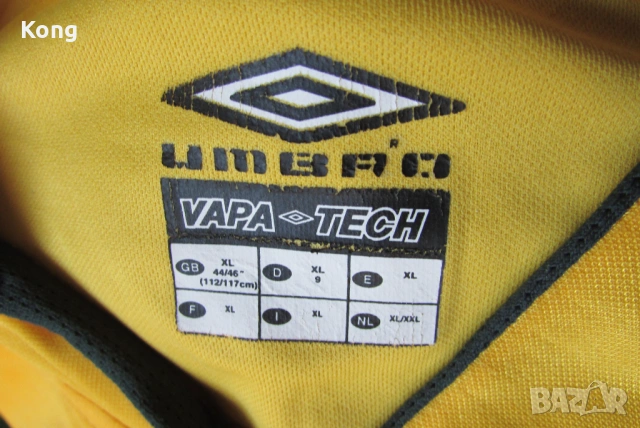 Kong
UMBRO
VAPA TECH
GB XL 44/46" (112/117cm)
D XL 9
E XL
F XL
I XL
NL XL/XXL
BAZAR